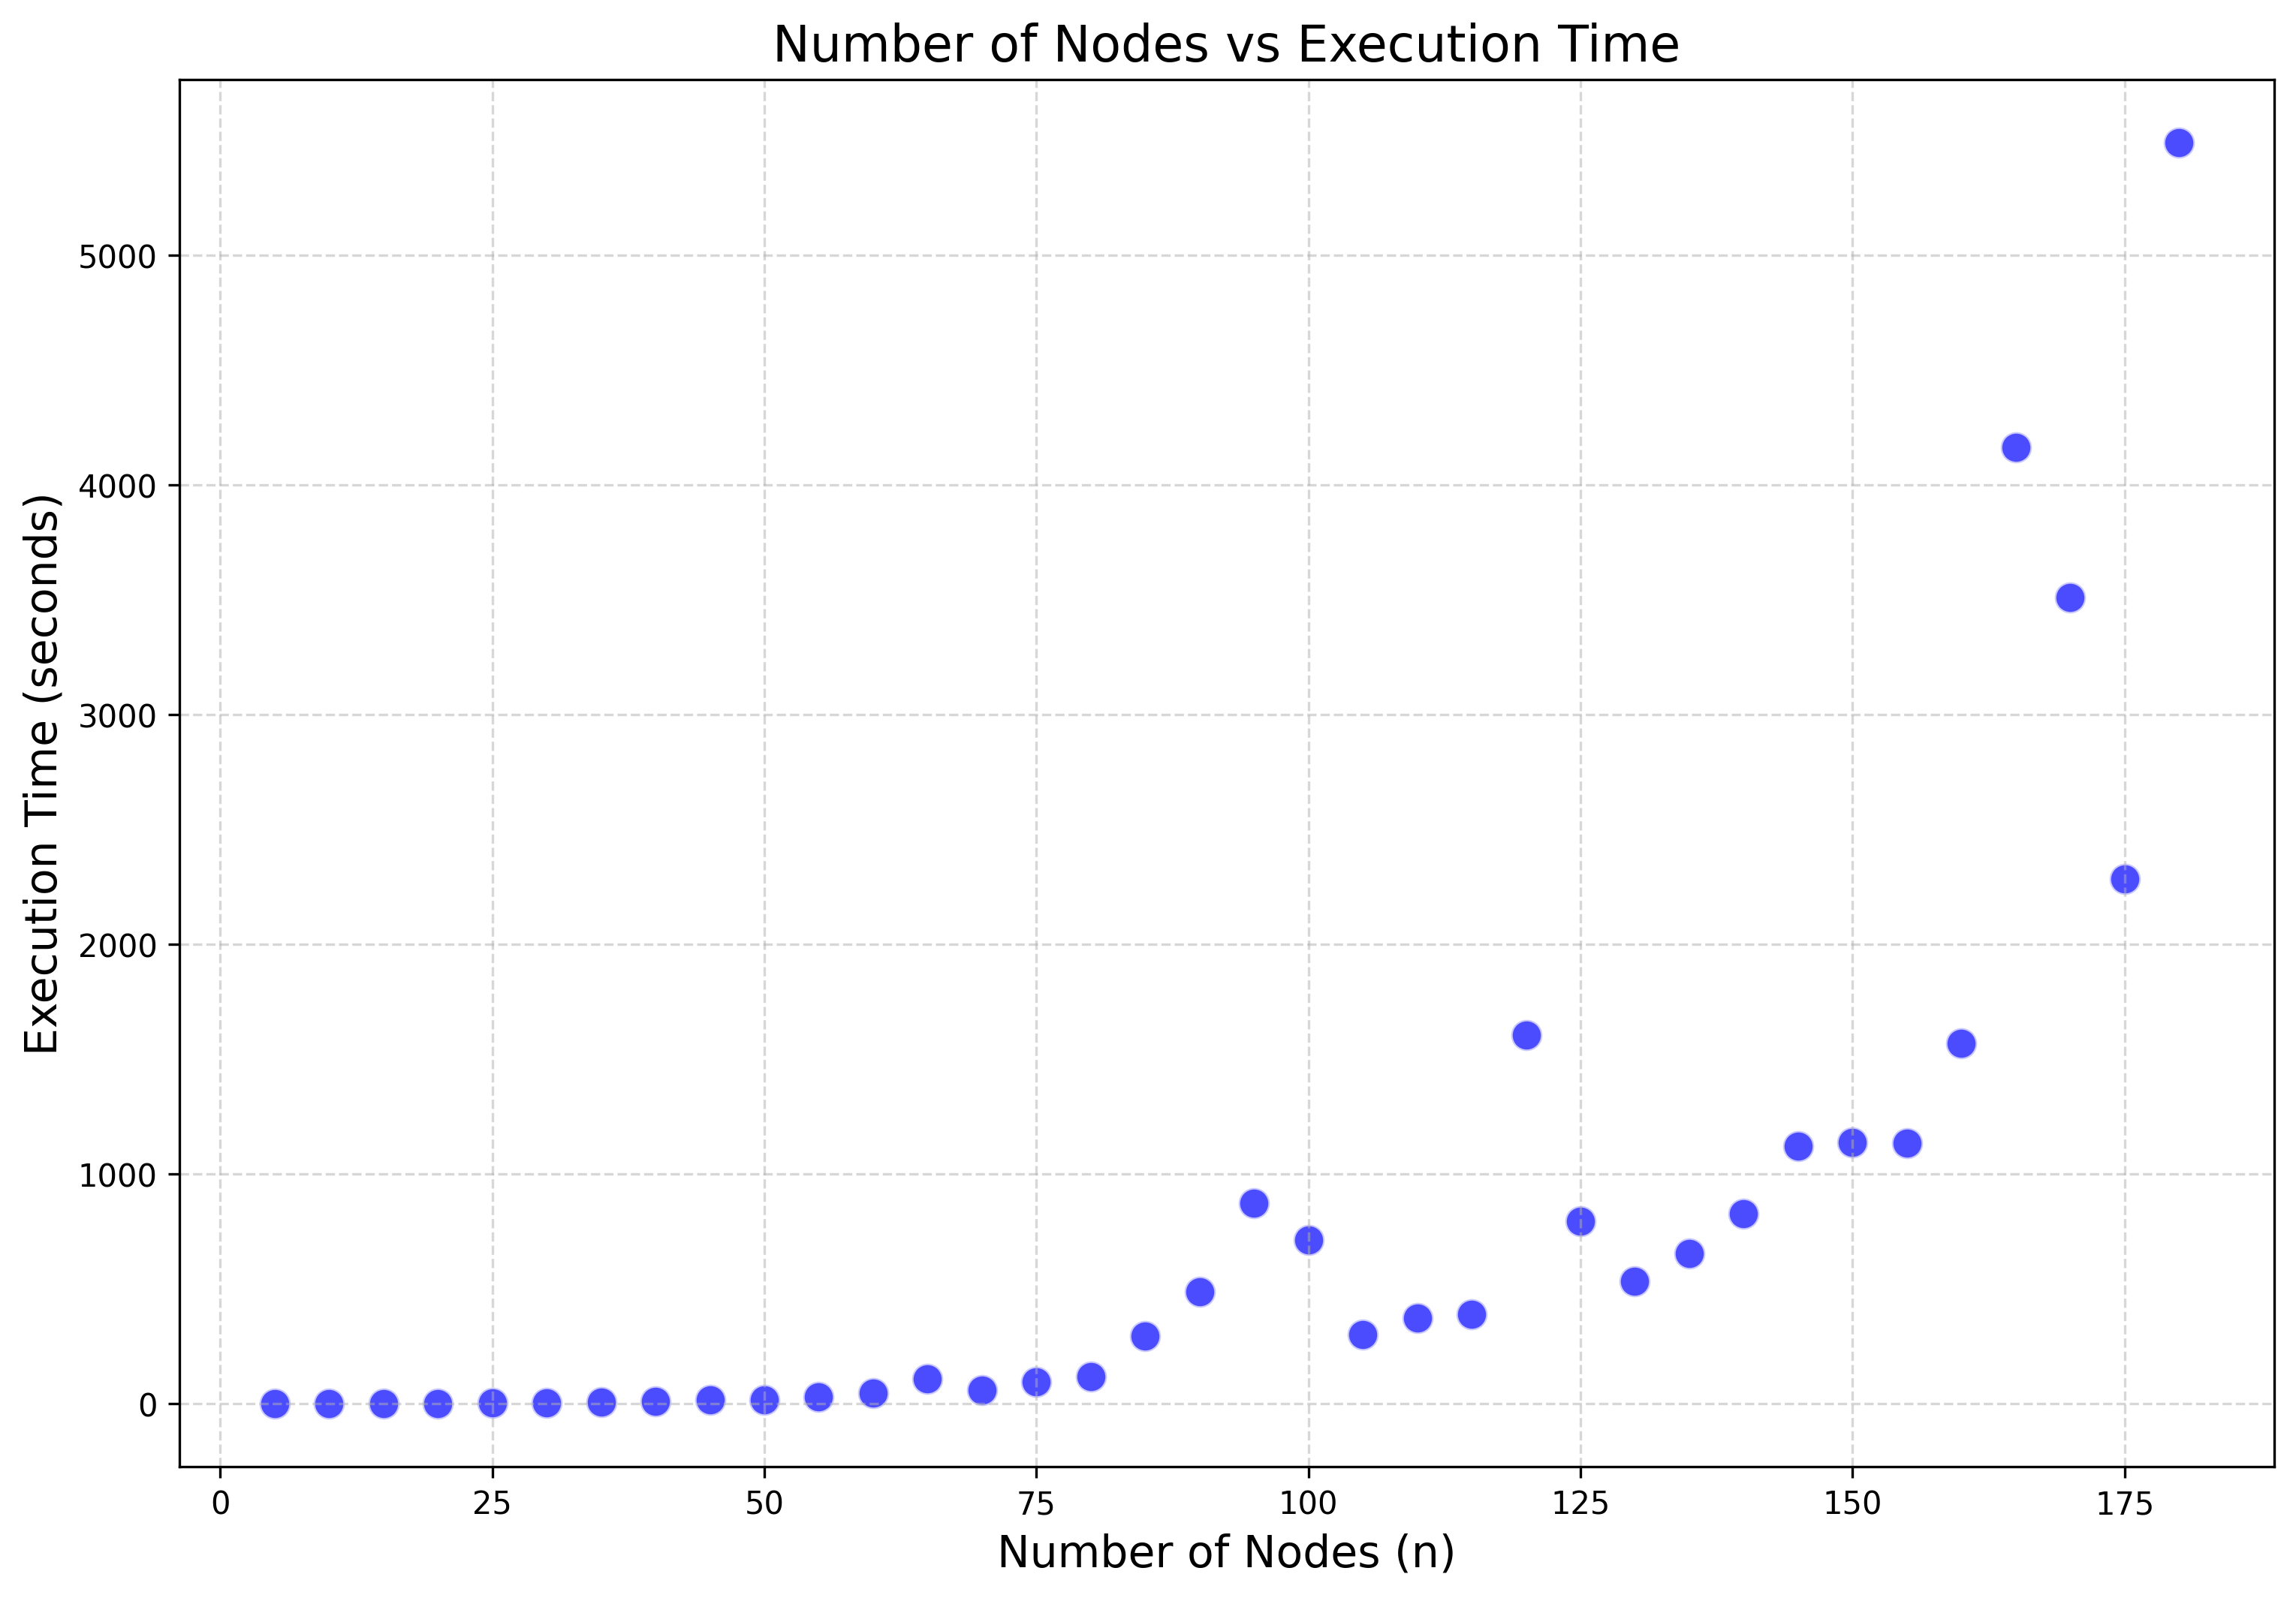 Number of Nodes vs Execution Time
Execution Time (seconds)
5000
4000
3000
2000
1000
0
0 25 50 75 100 125 150 175
Number of Nodes (n)